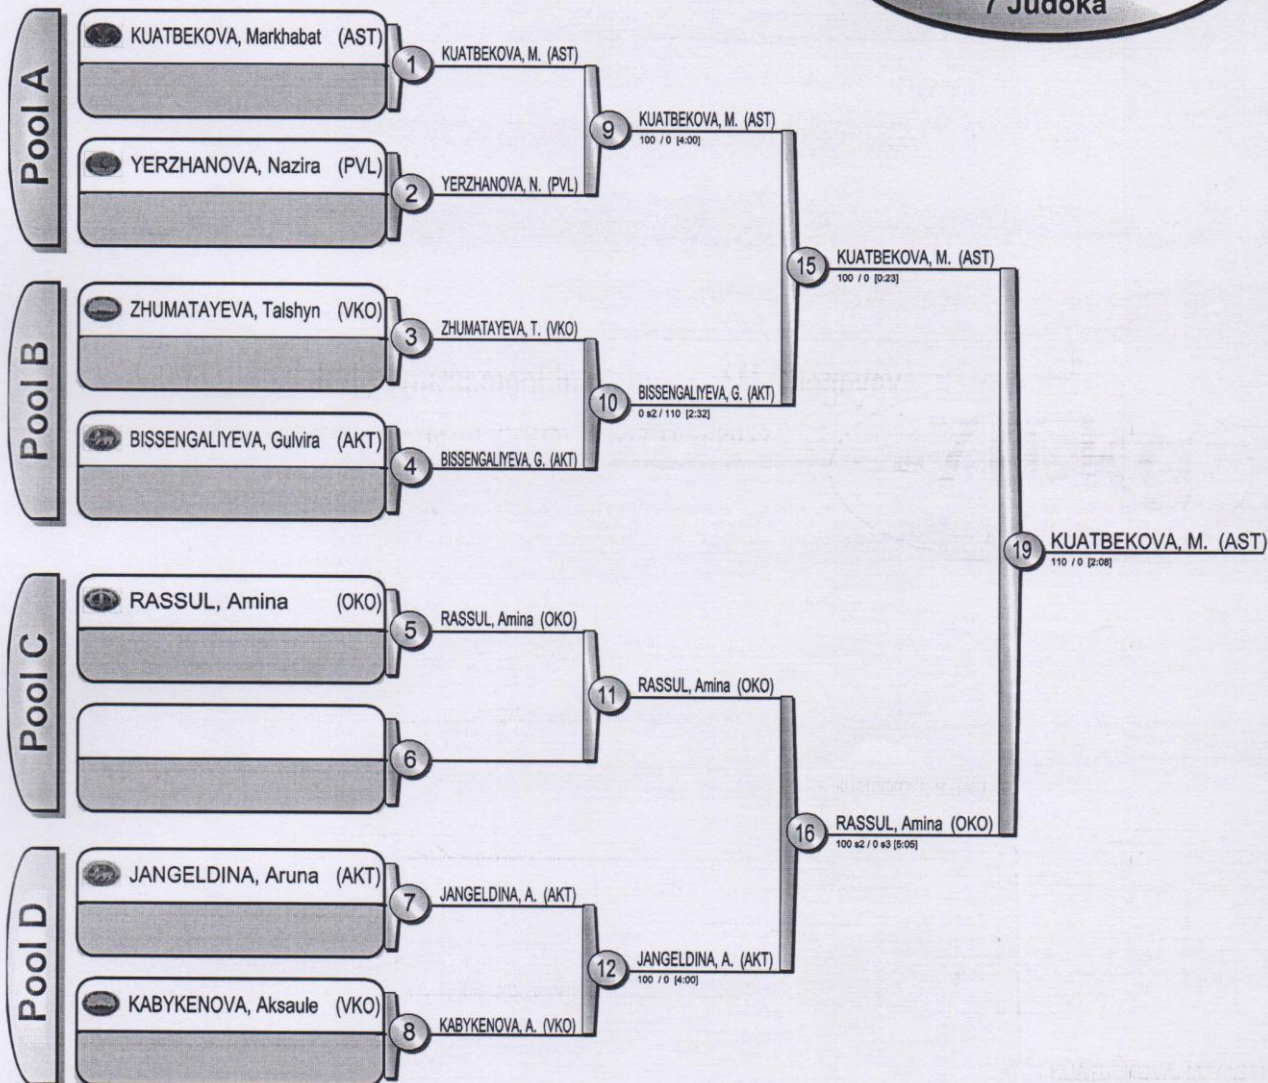 7 Judoka
Pool A
KUATBEKOVA, Markhabat (AST)
1
KUATBEKOVA, M. (AST)
YERZHANOVA, Nazira (PVL)
2
YERZHANOVA, N. (PVL)
9
KUATBEKOVA, M. (AST)
100 / 0 [4:00]
Pool B
ZHUMATAYEVA, Talshyn (VKO)
3
ZHUMATAYEVA, T. (VKO)
BISSENGALIYEVA, Gulvira (AKT)
4
BISSENGALIYEVA, G. (AKT)
10
BISSENGALIYEVA, G. (AKT)
0 s2 / 110 [2:32]
15
KUATBEKOVA, M. (AST)
100 / 0 [0:23]
Pool C
RASSUL, Amina (OKO)
5
RASSUL, Amina (OKO)
6
11
RASSUL, Amina (OKO)
Pool D
JANGELDINA, Aruna (AKT)
7
JANGELDINA, A. (AKT)
KABYKENOVA, Aksaule (VKO)
8
KABYKENOVA, A. (VKO)
12
JANGELDINA, A. (AKT)
100 / 0 [4:00]
16
RASSUL, Amina (OKO)
100 s2 / 0 s3 [5:05]
19
KUATBEKOVA, M. (AST)
110 / 0 [2:08]